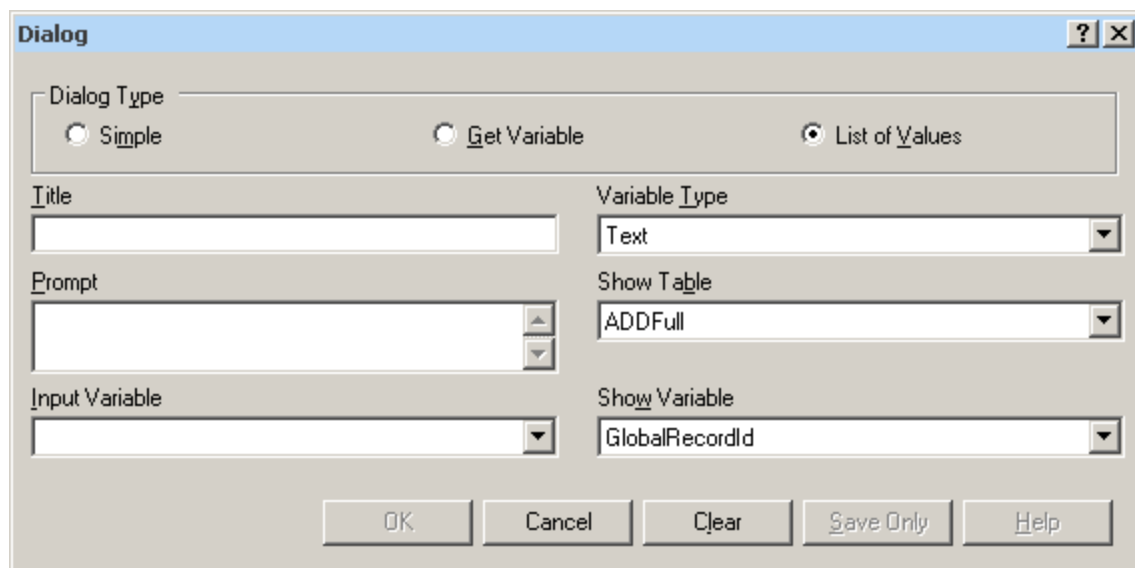 Dialog
Dialog Type
Simple Get Variable List of Values
Title Variable Type
Text
Prompt Show Table
ADDFull
Input Variable Show Variable
GlobalRecordId
OK Cancel Clear Save Only Help